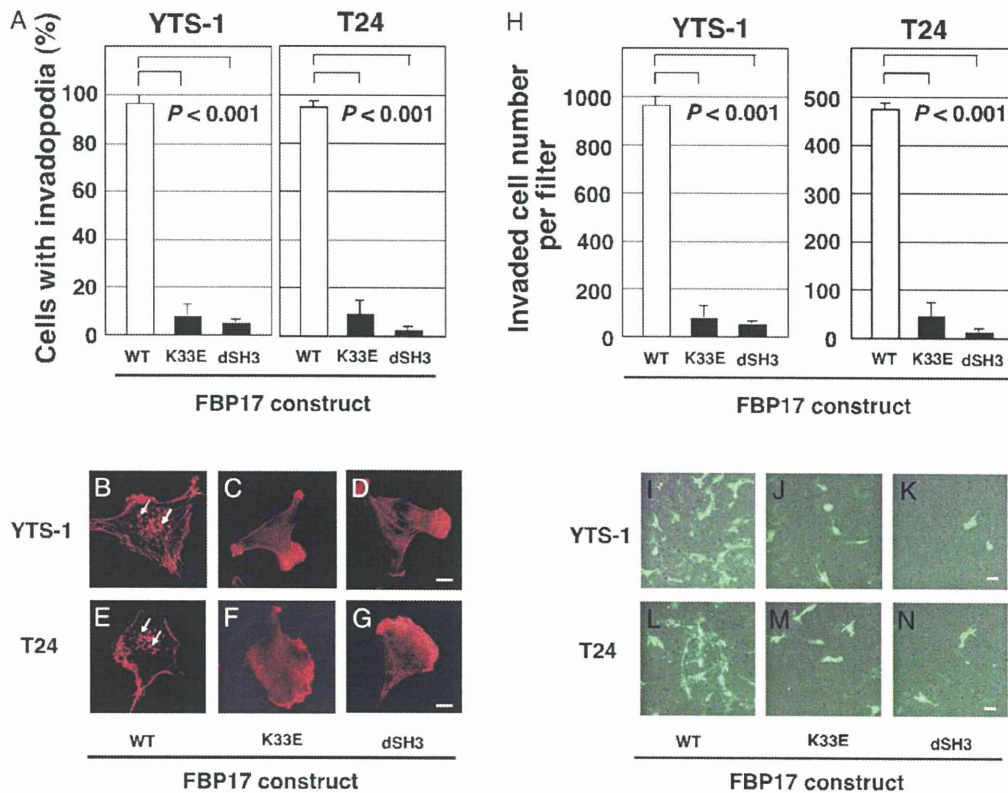 A
YTS-1
T24
Cells with invadopodia (%)
100
80
60
40
20
0
P < 0.001
P < 0.001
WT K33E dSH3
WT K33E dSH3
FBP17 construct
H
YTS-1
T24
Invaded cell number
per filter
1000
800
600
400
200
0
P < 0.001
500
400
300
200
100
0
P < 0.001
WT K33E dSH3
WT K33E dSH3
FBP17 construct
YTS-1
B C D
T24
E F G
WT K33E dSH3
FBP17 construct
YTS-1
I J K
T24
L M N
WT K33E dSH3
FBP17 construct